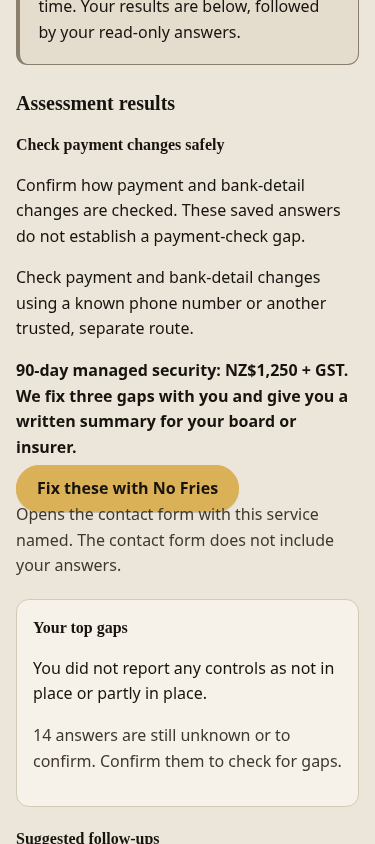 time. Your results are below, followed
by your read-only answers.
Assessment results
Check payment changes safely
Confirm how payment and bank-detail
changes are checked. These saved answers
do not establish a payment-check gap.
Check payment and bank-detail changes
using a known phone number or another
trusted, separate route.
90-day managed security: NZ$1,250 + GST.
We fix three gaps with you and give you a
written summary for your board or
insurer.
Fix these with No Fries
Opens the contact form with this service
named. The contact form does not include
your answers.
Your top gaps
You did not report any controls as not in
place or partly in place.
14 answers are still unknown or to
confirm. Confirm them to check for gaps.
Suggested follow-ups